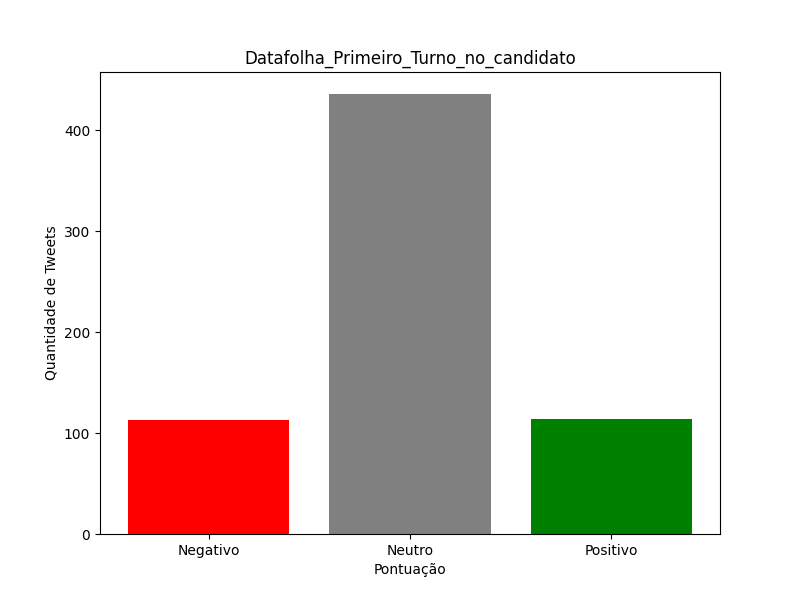 Datafolha_Primeiro_Turno_no_candidato
Quantidade de Tweets
400
300
200
100
0
Negativo
Neutro
Positivo
Pontuação